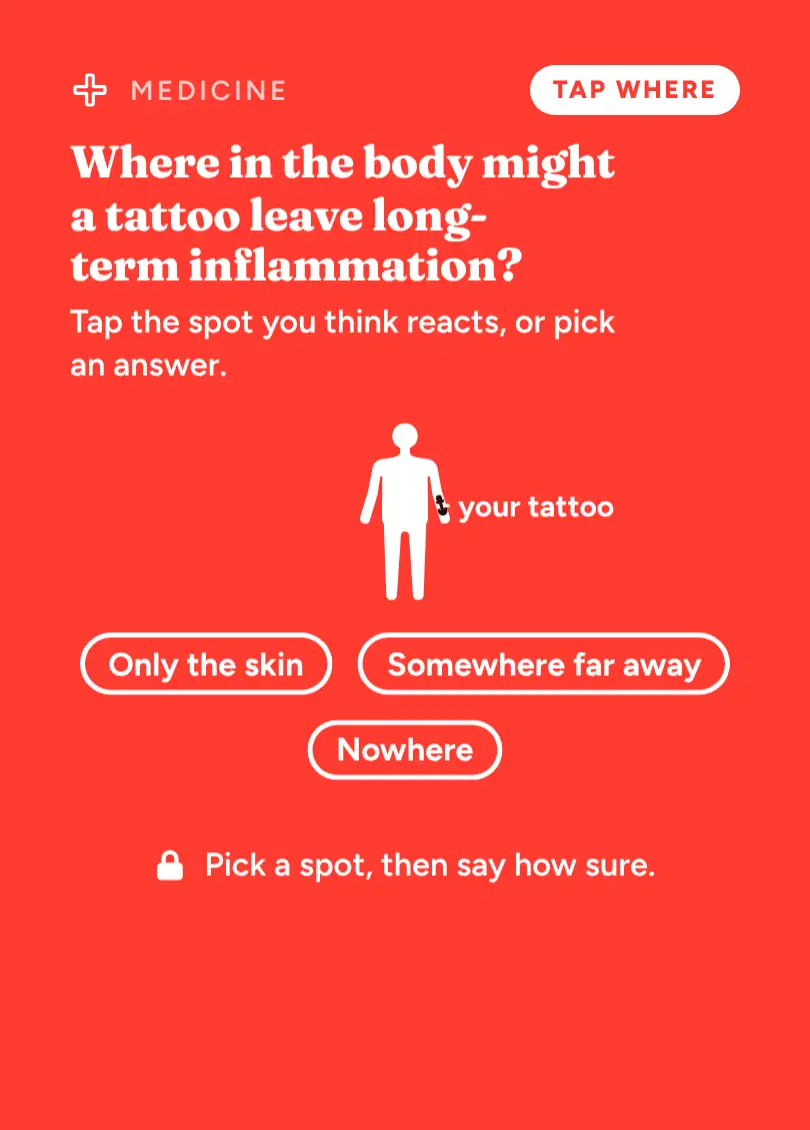 MEDICINE
TAP WHERE
Where in the body might
a tattoo leave long-
term inflammation?
Tap the spot you think reacts, or pick
an answer.
your tattoo
Only the skin
Somewhere far away
Nowhere
Pick a spot, then say how sure.